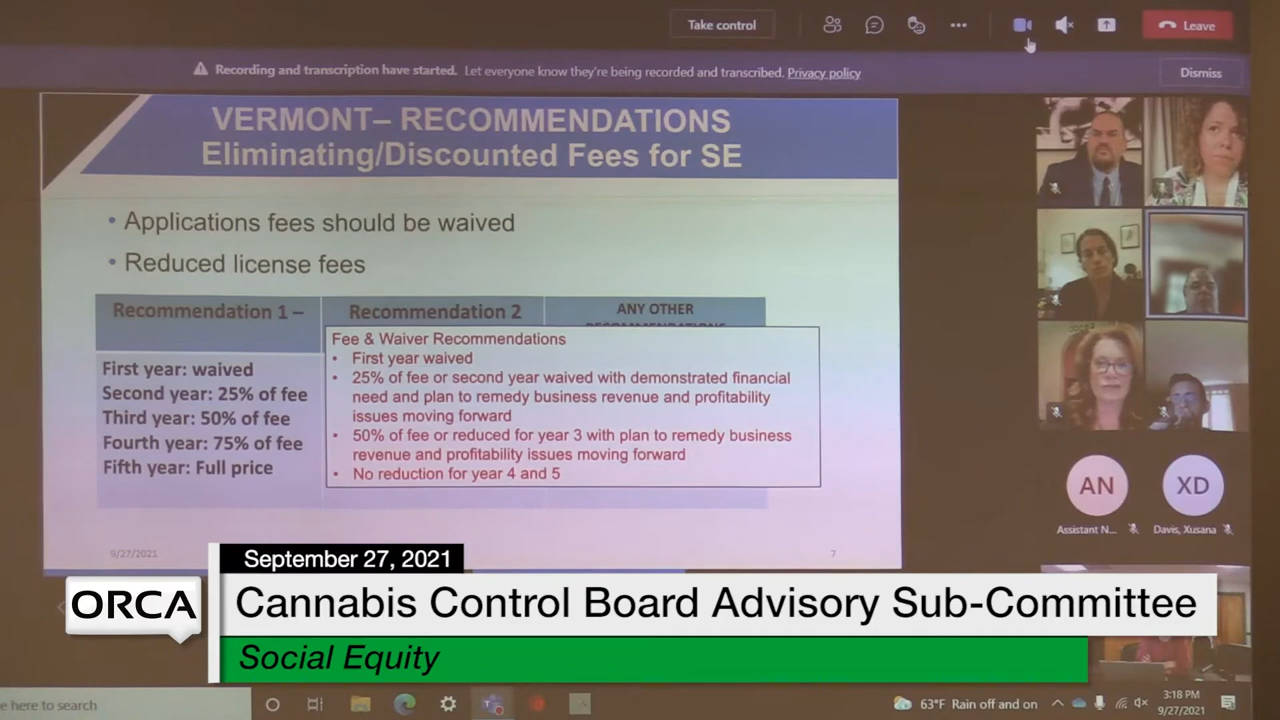 Take control
Leave
Recording and transcription have started. Let everyone know they're being recorded and transcribed. Privacy policy
Dismiss
VERMONT– RECOMMENDATIONS
Eliminating/Discounted Fees for SE
• Applications fees should be waived
• Reduced license fees
Recommendation 1 –
Recommendation 2
ANY OTHER
RECOMMENDATIONS
First year: waived
Second year: 25% of fee
Third year: 50% of fee
Fourth year: 75% of fee
Fifth year: Full price
Fee & Waiver Recommendations
• First year waived
• 25% of fee or second year waived with demonstrated financial
need and plan to remedy business revenue and profitability
issues moving forward
• 50% of fee or reduced for year 3 with plan to remedy business
revenue and profitability issues moving forward
• No reduction for year 4 and 5
AN
XD
Assistant N...
Davis, Xusana
9/27/2021
7
September 27, 2021
ORCA
Cannabis Control Board Advisory Sub-Committee
Social Equity
e here to search
63°F Rain off and on
3:18 PM
9/27/2021